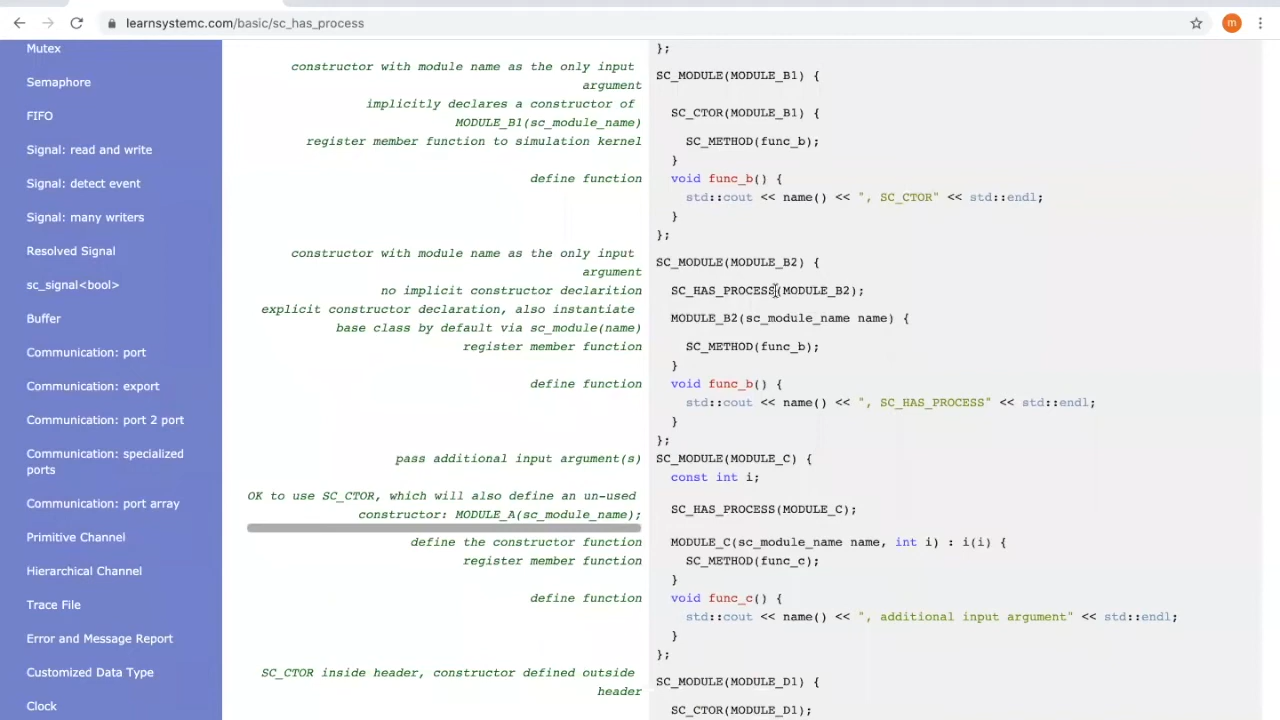 learnsystemc.com/basic/sc_has_process
m
Mutex
Semaphore
FIFO
Signal: read and write
Signal: detect event
Signal: many writers
Resolved Signal
sc_signal<bool>
Buffer
Communication: port
Communication: export
Communication: port 2 port
Communication: specialized
ports
Communication: port array
Primitive Channel
Hierarchical Channel
Trace File
Error and Message Report
Customized Data Type
Clock
constructor with module name as the only input
argument
implicitly declares a constructor of
MODULE_B1(sc_module_name)
register member function to simulation kernel
define function
constructor with module name as the only input
argument
no implicit constructor declarition
explicit constructor declaration, also instantiate
base class by default via sc_module(name)
register member function
define function
pass additional input argument(s)
OK to use SC_CTOR, which will also define an un-used
constructor: MODULE_A(sc_module_name);
define the constructor function
register member function
define function
SC_CTOR inside header, constructor defined outside
header
};
SC_MODULE(MODULE_B1) {
SC_CTOR(MODULE_B1) {
SC_METHOD(func_b);
}
void func_b() {
std::cout << name() << ", SC_CTOR" << std::endl;
}
};
SC_MODULE(MODULE_B2) {
SC_HAS_PROCESS(MODULE_B2);
MODULE_B2(sc_module_name name) {
SC_METHOD(func_b);
}
void func_b() {
std::cout << name() << ", SC_HAS_PROCESS" << std::endl;
}
};
SC_MODULE(MODULE_C) {
const int i;
SC_HAS_PROCESS(MODULE_C);
MODULE_C(sc_module_name name, int i) : i(i) {
SC_METHOD(func_c);
}
void func_c() {
std::cout << name() << ", additional input argument" << std::endl;
}
};
SC_MODULE(MODULE_D1) {
SC_CTOR(MODULE_D1);